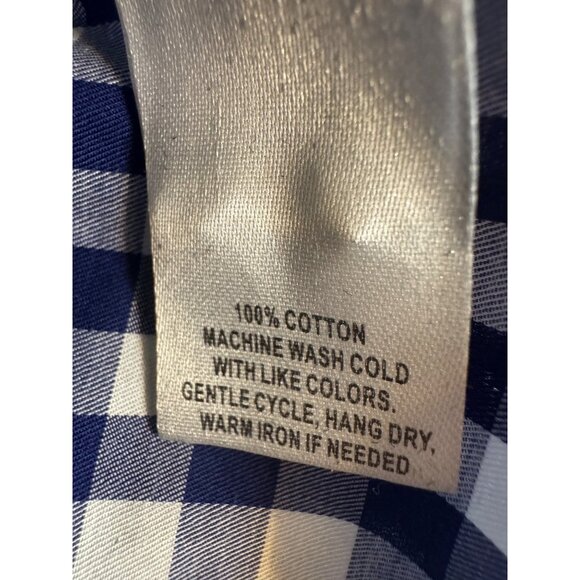 100% COTTON
MACHINE WASH COLD
WITH LIKE COLORS.
GENTLE CYCLE, HANG DRY,
WARM IRON IF NEEDED